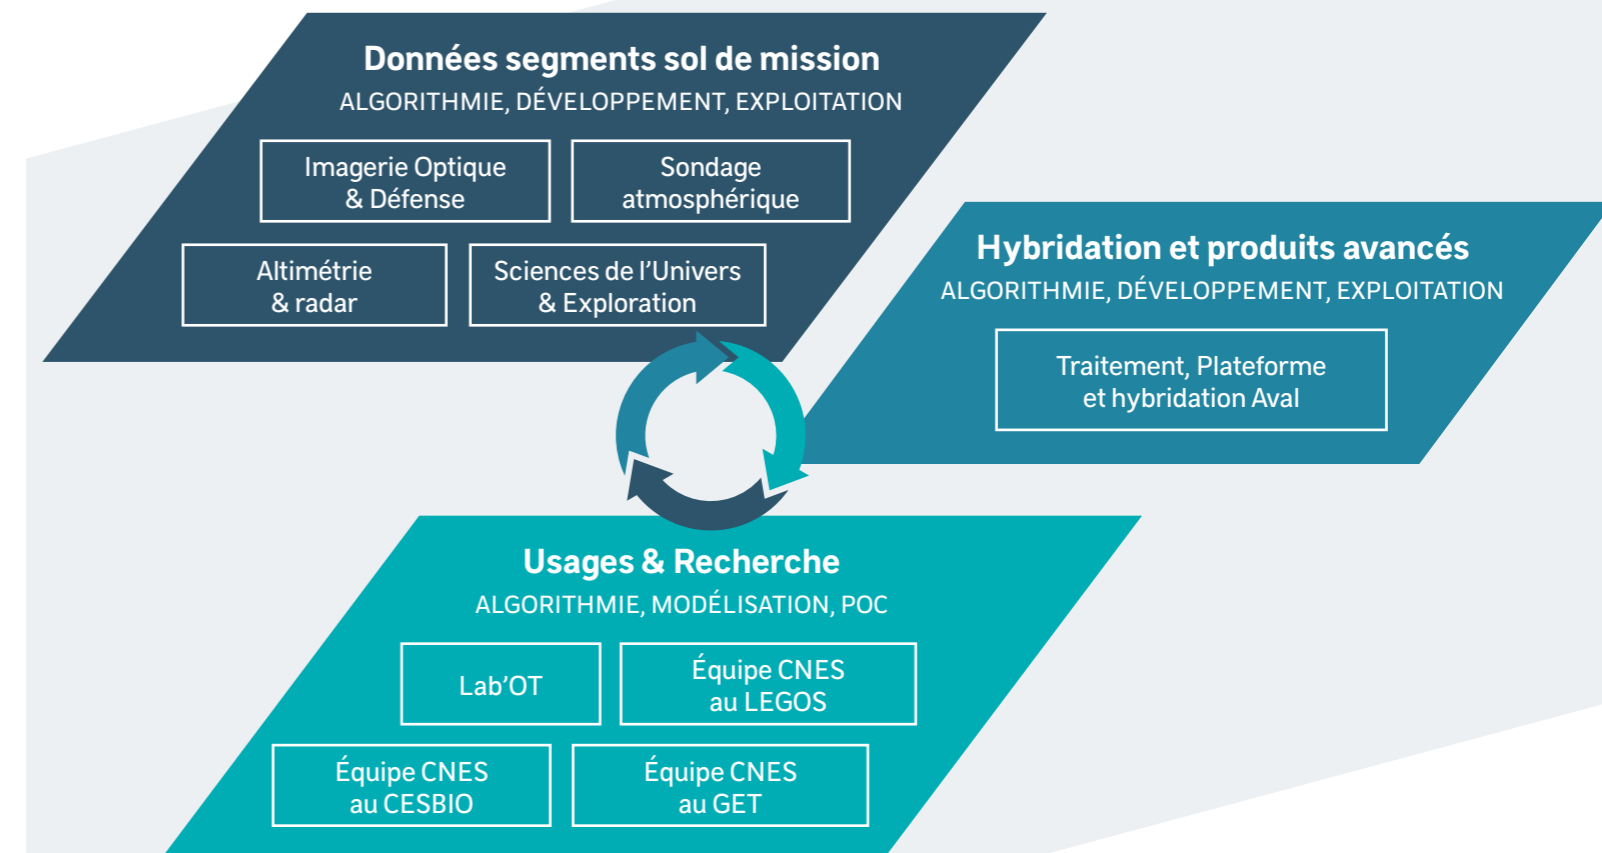 Données segments sol de mission
ALGORITHMIE, DÉVELOPPEMENT, EXPLOITATION
Imagerie Optique
& Défense
Sondage
atmosphérique
Altimétrie
& radar
Sciences de l'Univers
& Exploration
Hybridation et produits avancés
ALGORITHMIE, DÉVELOPPEMENT, EXPLOITATION
Traitement, Plateforme
et hybridation Aval
Usages & Recherche
ALGORITHMIE, MODÉLISATION, POC
Lab'OT
Équipe CNES
au LEGOS
Équipe CNES
au CESBIO
Équipe CNES
au GET